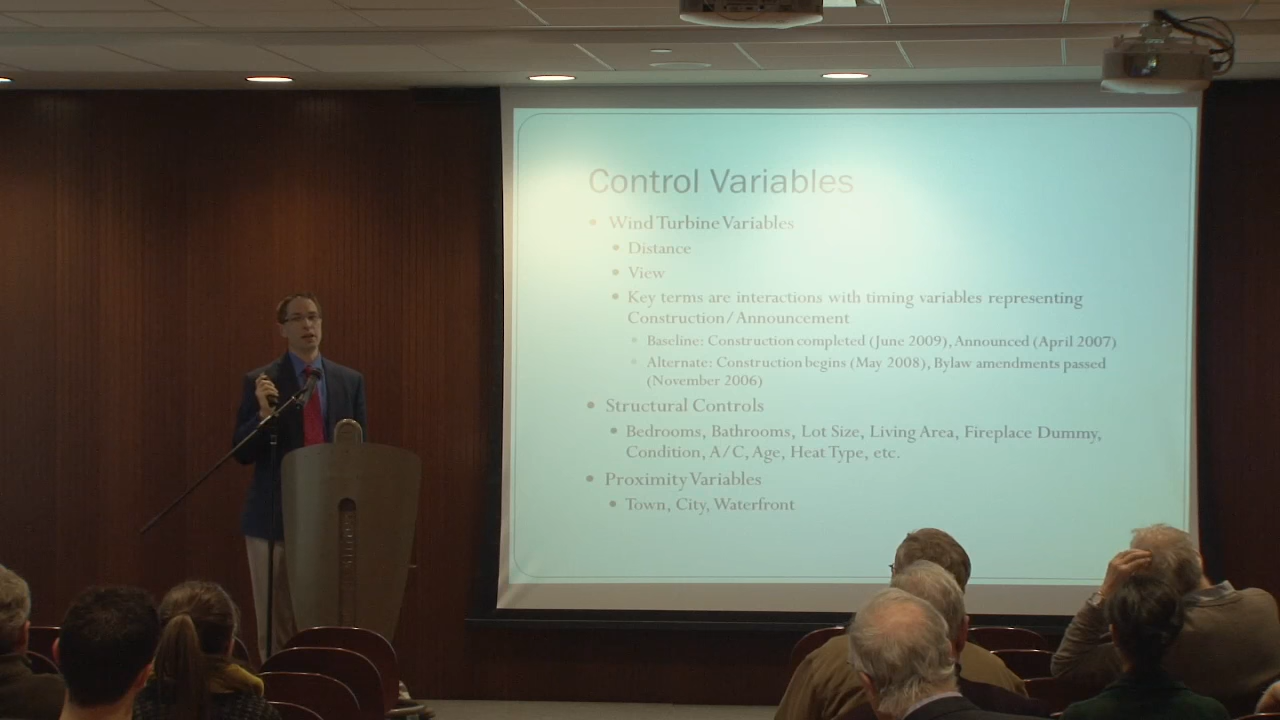 Control Variables
• Wind Turbine Variables
• Distance
• View
• Key terms are interactions with timing variables representing
Construction/Announcement
• Baseline: Construction completed (June 2009), Announced (April 2007)
• Alternate: Construction begins (May 2008), Bylaw amendments passed
(November 2006)
• Structural Controls
• Bedrooms, Bathrooms, Lot Size, Living Area, Fireplace Dummy,
Condition, A/C, Age, Heat Type, etc.
• Proximity Variables
• Town, City, Waterfront